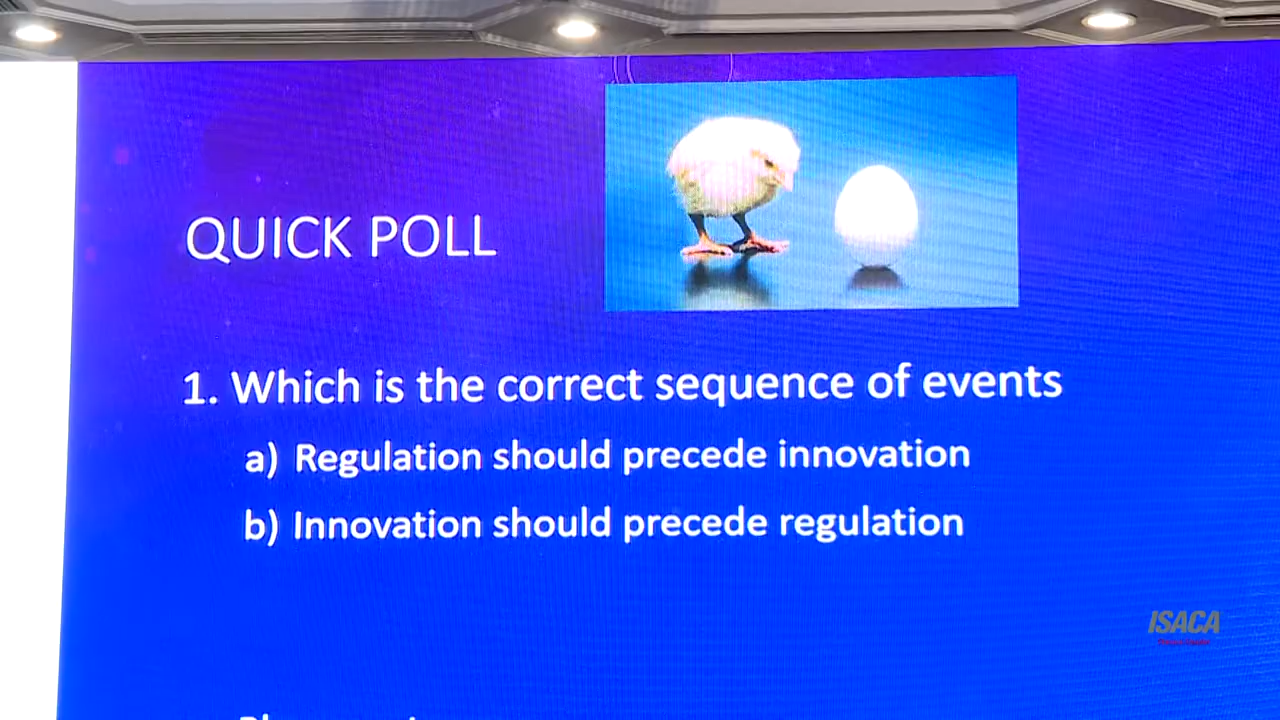 QUICK POLL
1. Which is the correct sequence of events
a) Regulation should precede innovation
b) Innovation should precede regulation
ISACA